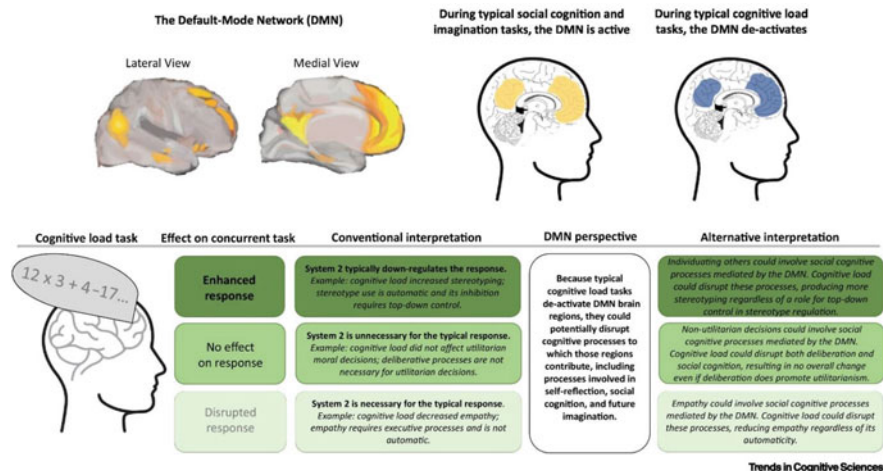 The Default-Mode Network (DMN)
Lateral View
Medial View
During typical social cognition and
imagination tasks, the DMN is active
During typical cognitive load
tasks, the DMN de-activates
Cognitive load task
Effect on concurrent task
Conventional interpretation
DMN perspective
Alternative interpretation
12 x 3 + 4 –17...
Enhanced
response
System 2 typically down-regulates the response.
Example: cognitive load increased stereotyping;
stereotype use is automatic and its inhibition
requires top-down control.
No effect
on response
System 2 is unnecessary for the typical response.
Example: cognitive load did not affect utilitarian
moral decisions; deliberative processes are not
necessary for utilitarian decisions.
Disrupted
response
System 2 is necessary for the typical response.
Example: cognitive load decreased empathy;
empathy requires executive processes and is not
automatic.
Because typical
cognitive load tasks
de-activate DMN brain
regions, they could
potentially disrupt
cognitive processes to
which those regions
contribute, including
processes involved in
self-reflection, social
cognition, and future
imagination.
Individuating others could involve social cognitive
processes mediated by the DMN. Cognitive load
could disrupt these processes, producing more
stereotyping regardless of a role for top-down
control in stereotype regulation.
Non-utilitarian decisions could involve social
cognitive processes mediated by the DMN.
Cognitive load could disrupt both deliberation and
social cognition, resulting in no overall change
even if deliberation does promote utilitarianism.
Empathy could involve social cognitive processes
mediated by the DMN. Cognitive load could disrupt
these processes, reducing empathy regardless of its
automaticity.
Trends in Cognitive Sciences